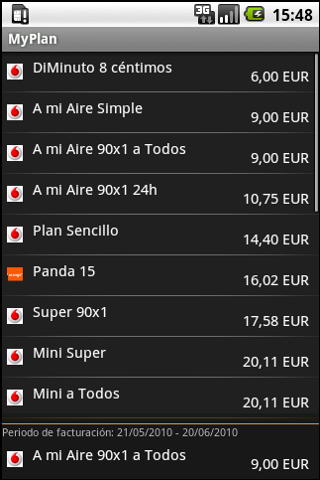 3G
15:48
MyPlan
DiMinuto 8 céntimos
6,00 EUR
A mi Aire Simple
9,00 EUR
A mi Aire 90x1 a Todos
9,00 EUR
A mi Aire 90x1 24h
10,75 EUR
Plan Sencillo
14,40 EUR
Panda 15
16,02 EUR
Super 90x1
17,58 EUR
Mini Super
20,11 EUR
Mini a Todos
20,11 EUR
Periodo de facturación: 21/05/2010 - 20/06/2010
A mi Aire 90x1 a Todos
9,00 EUR